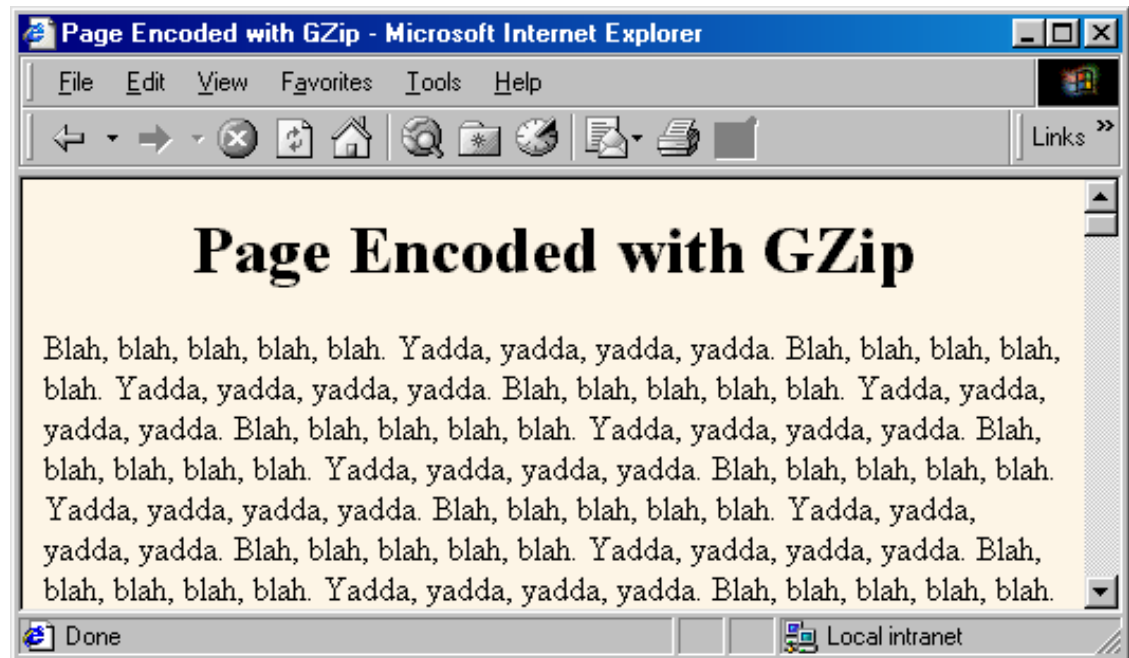 Page Encoded with GZip - Microsoft Internet Explorer
File Edit View Favorites Tools Help
Links »
Page Encoded with GZip
Blah, blah, blah, blah, blah. Yadda, yadda, yadda, yadda. Blah, blah, blah, blah,
blah. Yadda, yadda, yadda, yadda. Blah, blah, blah, blah, blah. Yadda, yadda,
yadda, yadda. Blah, blah, blah, blah, blah. Yadda, yadda, yadda, yadda. Blah,
blah, blah, blah, blah. Yadda, yadda, yadda, yadda. Blah, blah, blah, blah, blah.
Yadda, yadda, yadda, yadda. Blah, blah, blah, blah, blah. Yadda, yadda,
yadda, yadda. Blah, blah, blah, blah, blah. Yadda, yadda, yadda, yadda. Blah,
blah, blah, blah, blah. Yadda, yadda, yadda, yadda. Blah, blah, blah, blah, blah.
Done Local intranet